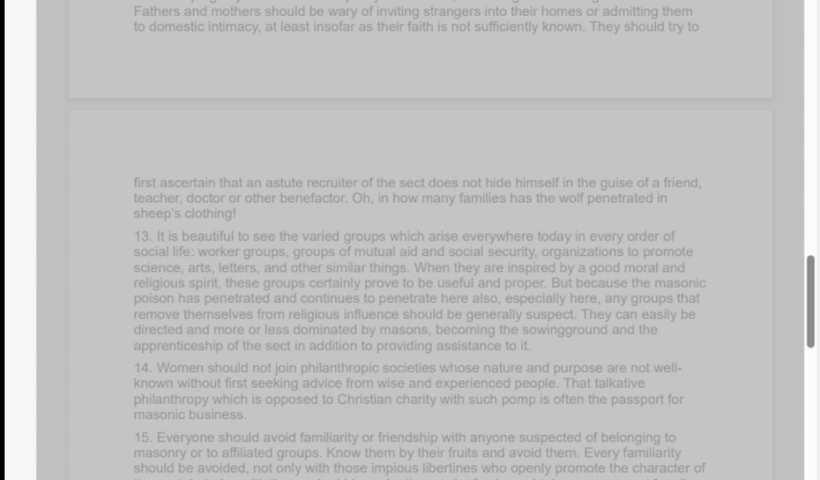 Fathers and mothers should be wary of inviting strangers into their homes or admitting them
to domestic intimacy, at least insofar as their faith is not sufficiently known. They should try to
first ascertain that an astute recruiter of the sect does not hide himself in the guise of a friend,
teacher, doctor or other benefactor. Oh, in how many families has the wolf penetrated in
sheep's clothing!
13. It is beautiful to see the varied groups which arise everywhere today in every order of
social life: worker groups, groups of mutual aid and social security, organizations to promote
science, arts, letters, and other similar things. When they are inspired by a good moral and
religious spirit, these groups certainly prove to be useful and proper. But because the masonic
poison has penetrated and continues to penetrate here also, especially here, any groups that
remove themselves from religious influence should be generally suspect. They can easily be
directed and more or less dominated by masons, becoming the sowingground and the
apprenticeship of the sect in addition to providing assistance to it.
14. Women should not join philanthropic societies whose nature and purpose are not well-
known without first seeking advice from wise and experienced people. That talkative
philanthropy which is opposed to Christian charity with such pomp is often the passport for
masonic business.
15. Everyone should avoid familiarity or friendship with anyone suspected of belonging to
masonry or to affiliated groups. Know them by their fruits and avoid them. Every familiarity
should be avoided, not only with those impious libertines who openly promote the character of